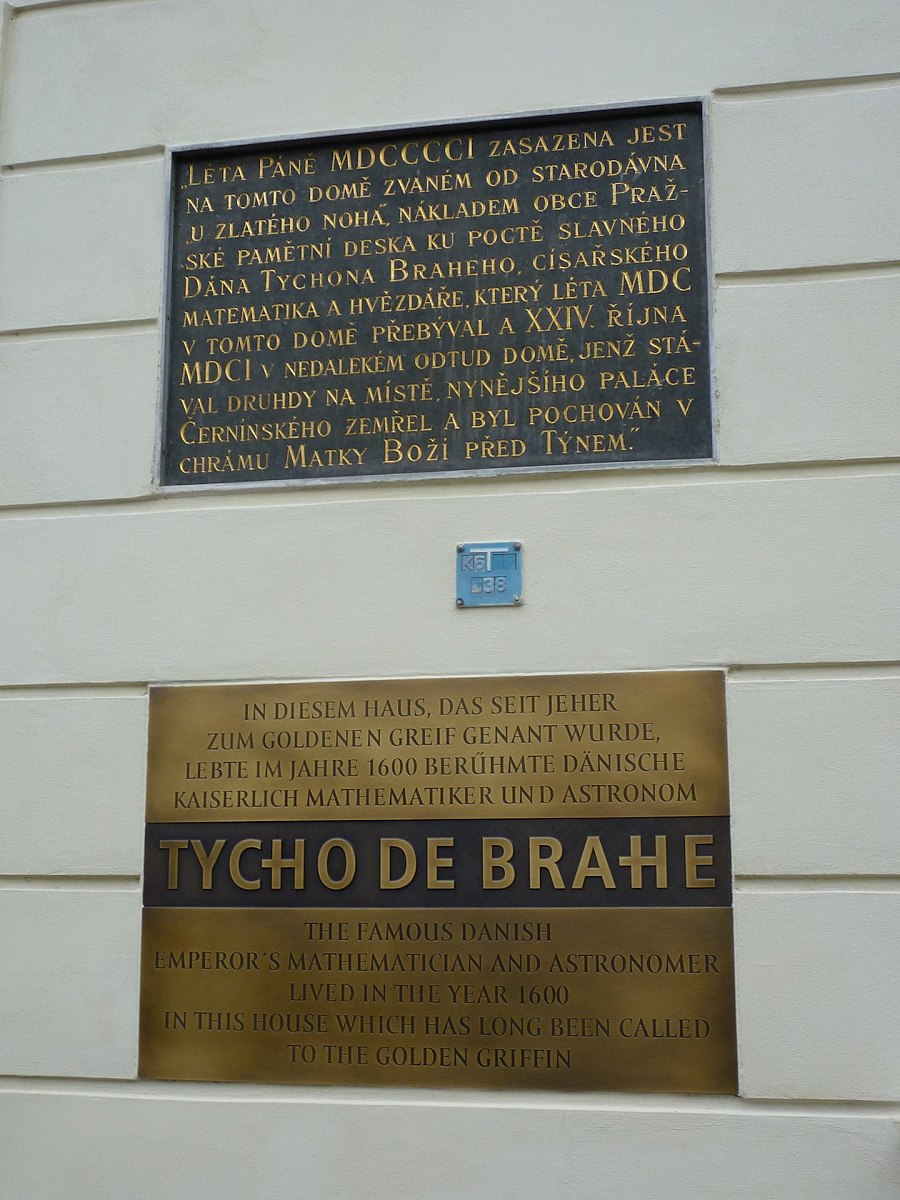 „LÉTA PÁNĚ MDCCCCCI ZASAZENA JEST
NA TOMTO DOMĚ ZVANÉM OD STARODÁVNA
„U ZLATÉHO NOHA“, NÁKLADEM OBCE PRAŽ-
SKÉ PAMĚTNÍ DESKA KU POCTĚ SLAVNÉHO
DÁNA TYCHONA BRAHEHO, CÍSAŘSKÉHO
MATEMATIKA A HVĚZDÁŘE, KTERÝ LÉTA MDC
V TOMTO DOMĚ PŘEBÝVAL A XXIV. ŘÍJNA
MDCI V NEDALEKÉM ODTUD DOMĚ, JENŽ STÁ-
VAL DRUHDY NA MÍSTĚ, NYNĚJŠÍHO PALÁCE
ČERNÍNSKÉHO ZEMŘEL A BYL POCHOVÁN V
CHRÁMU MATKY BOŽÍ PŘED TÝNEM.“
K6T
38
IN DIESEM HAUS, DAS SEIT JEHER
ZUM GOLDENEN GREIF GENANT WURDE,
LEBTE IM JAHRE 1600 BERŰHMTE DÄNISCHE
KAISERLICH MATHEMATIKER UND ASTRONOM
TYCHO DE BRAHE
THE FAMOUS DANISH
EMPEROR´S MATHEMATICIAN AND ASTRONOMER
LIVED IN THE YEAR 1600
IN THIS HOUSE WHICH HAS LONG BEEN CALLED
TO THE GOLDEN GRIFFIN